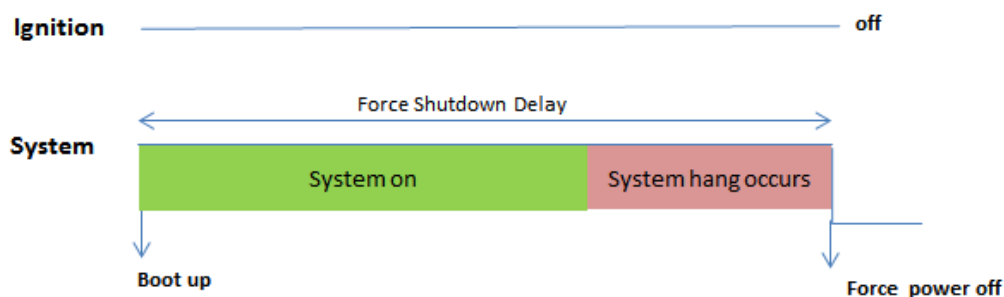 Ignition
off
Force Shutdown Delay
System
System on
System hang occurs
Boot up
Force power off